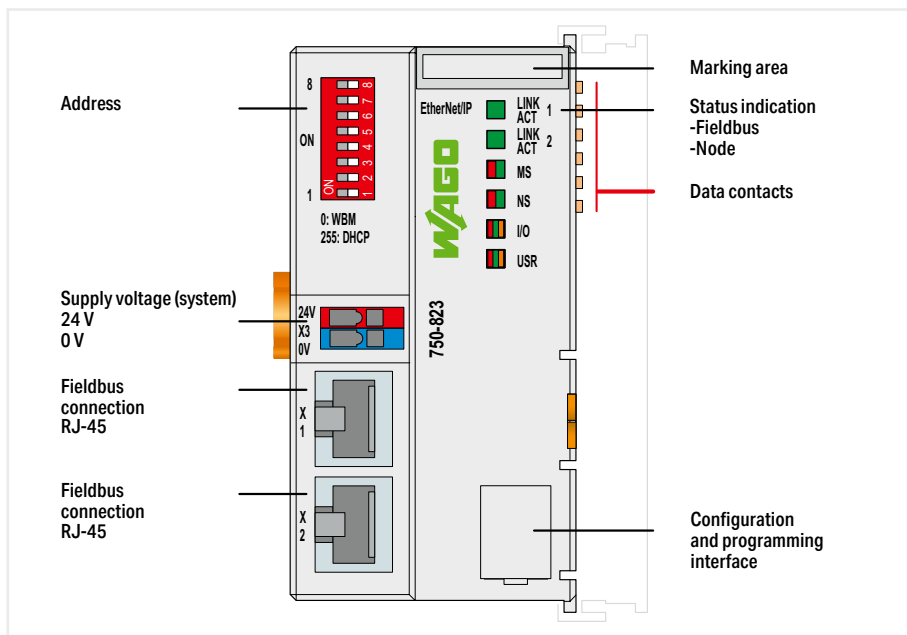 Address
8
ON
1
8
7
6
5
4
3
2
1
ON
0: WBM
255: DHCP
Supply voltage (system)
24 V
0 V
24V
X3
0V
Fieldbus
connection
RJ-45
X
1
Fieldbus
connection
RJ-45
X
2
EtherNet/IP
LINK
ACT 1
LINK
ACT 2
MS
NS
I/O
USR
WAGO
750-823
Marking area
Status indication
-Fieldbus
-Node
Data contacts
Configuration
and programming
interface